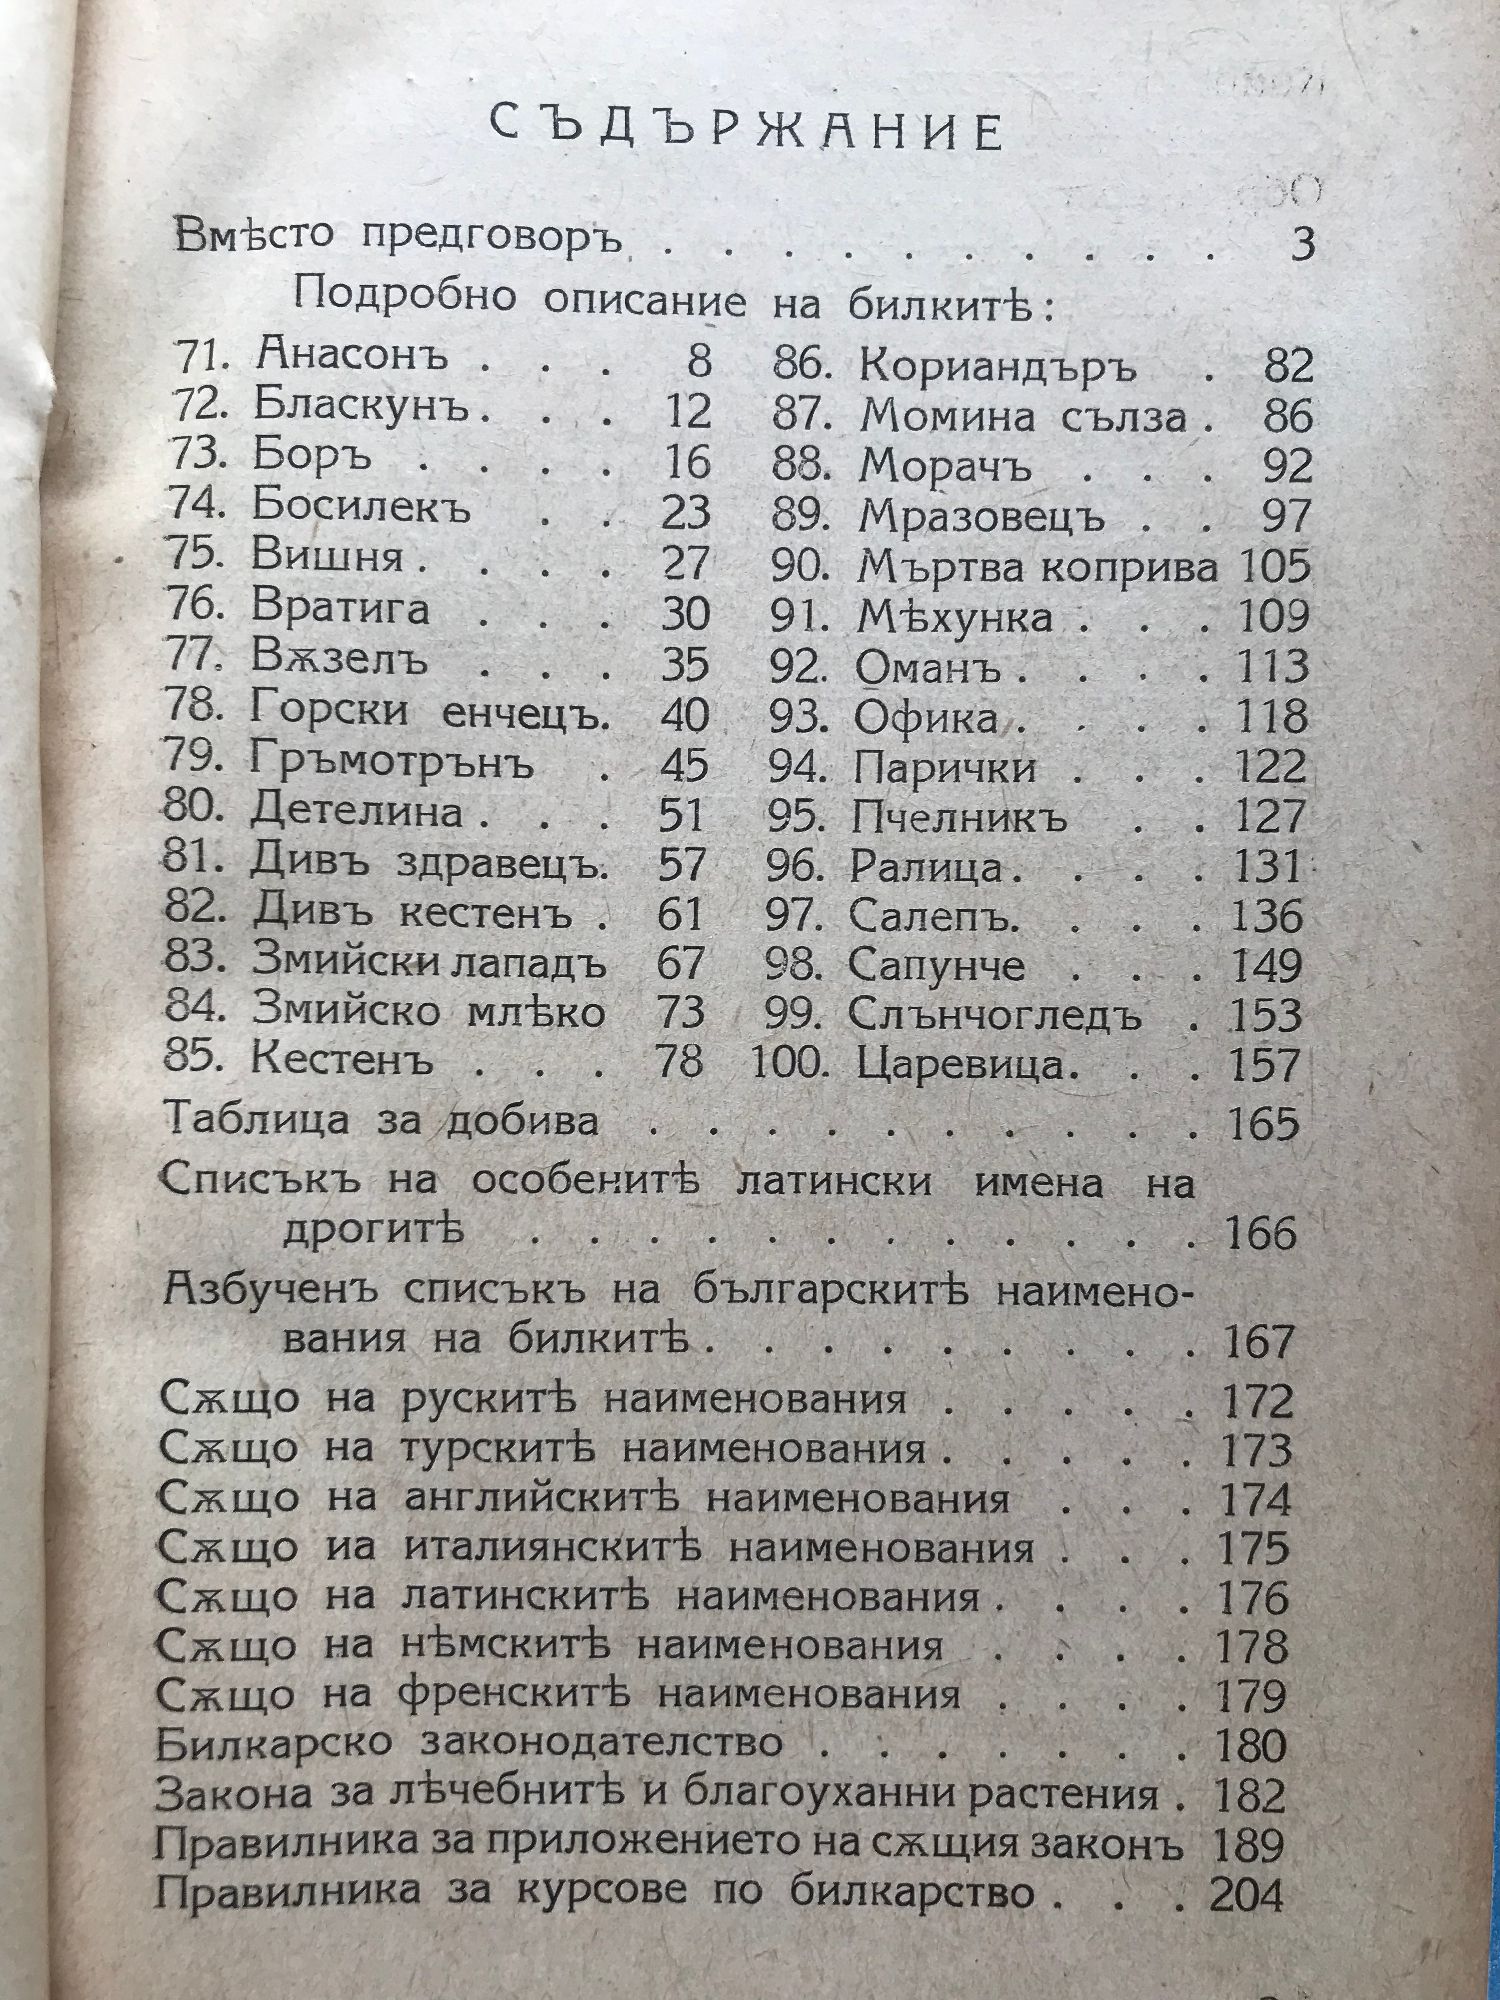 СЪДЪРЖАНИЕ
Вмѣсто предговоръ . . . . . . . . . . 3
Подробно описание на билкитѣ:
71. Анасонъ . . . 8
72. Бласкунъ . . . 12
73. Боръ . . . . 16
74. Босилекъ . . 23
75. Вишня . . . . 27
76. Вратига . . . 30
77. Вѫзелъ . . . 35
78. Горски енчецъ. 40
79. Гръмотрънъ . 45
80. Детелина . . . 51
81. Дивъ здравецъ. 57
82. Дивъ кестенъ . 61
83. Змийски лападъ 67
84. Змийско млѣко 73
85. Кестенъ . . . 78
86. Кориандъръ . 82
87. Момина сълза . 86
88. Морачъ . . . 92
89. Мразовецъ . . 97
90. Мъртва коприва 105
91. Мѣхунка . . . 109
92. Оманъ . . . . 113
93. Офика . . . . 118
94. Парички . . . 122
95. Пчелникъ . . 127
96. Ралица . . . . 131
97. Салепъ. . . . 136
98. Сапунче . . . 149
99. Слънчогледъ . 153
100. Царевица. . . 157
Таблица за добива . . . . . . . . . . 165
Списъкъ на особенитѣ латински имена на
дрогитѣ . . . . . . . . . . . . 166
Азбученъ списъкъ на българскитѣ наимено-
вания на билкитѣ . . . . . . . . . 167
Сѫщо на рускитѣ наименования . . . . . 172
Сѫщо на турскитѣ наименования . . . . . 173
Сѫщо на английскитѣ наименования . . . 174
Сѫщо иа италиянскитѣ наименования . . . 175
Сѫщо на латинскитѣ наименования . . . . 176
Сѫщо на нѣмскитѣ наименования . . . . 178
Сѫщо на френскитѣ наименования . . . . 179
Билкарско законодателство . . . . . . . 180
Закона за лѣчебнитѣ и благоуханни растения . 182
Правилника за приложението на сѫщия законъ 189
Правилника за курсове по билкарство . . . 204